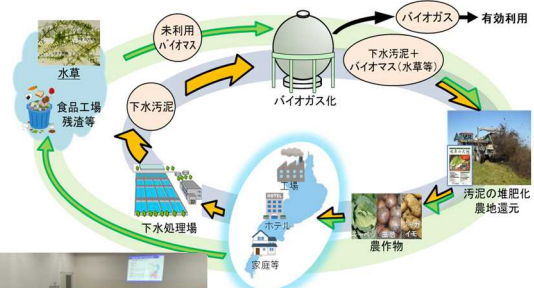 バイオガス
有効利用
未利用
バイオマス
下水汚泥＋
バイオマス(水草等)
水草
食品工場
残渣等
下水汚泥
バイオガス化
工場
HOTEL
ホテル
家庭等
下水処理場
農作物
汚泥の堆肥化
農地還元